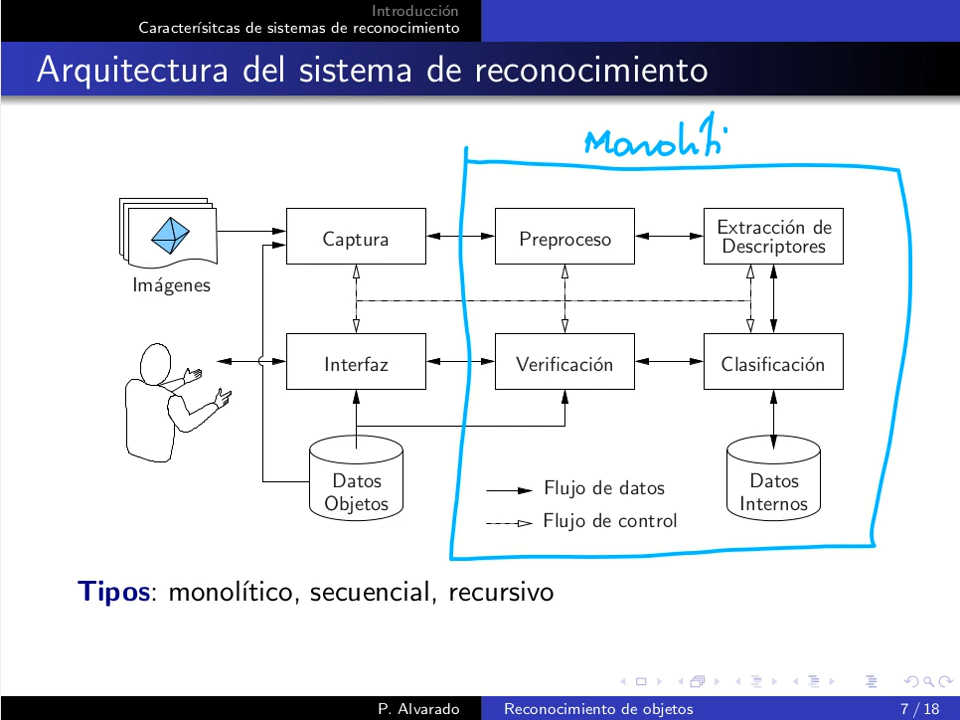 Introducción
Caracterísitcas de sistemas de reconocimiento
Arquitectura del sistema de reconocimiento
Monolíti
Captura
Preproceso
Extracción de
Descriptores
Imágenes
Interfaz
Verificación
Clasificación
Datos
Objetos
Flujo de datos
Flujo de control
Datos
Internos
Tipos: monolítico, secuencial, recursivo
P. Alvarado
Reconocimiento de objetos
7 / 18